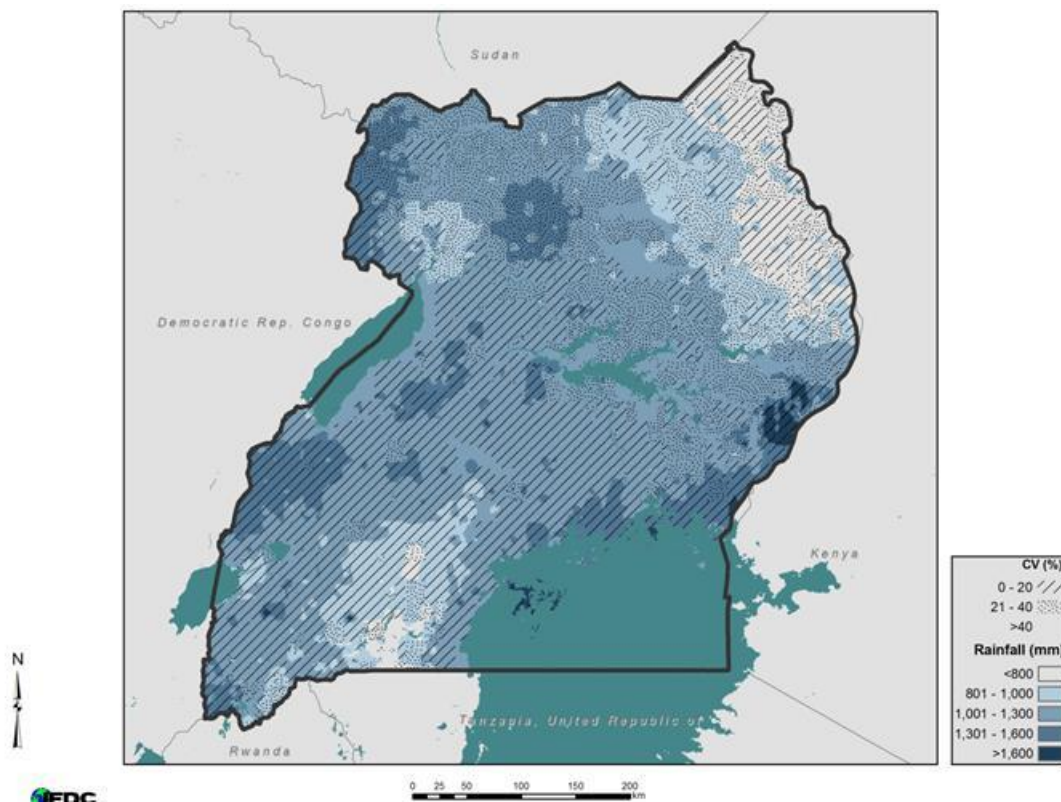 Sudan
Democratic Rep. Congo
Kenya
Tanzania, United Republic of
Rwanda
N
CV (%)
0 - 20
21 - 40
>40
Rainfall (mm)
<800
801 - 1,000
1,001 - 1,300
1,301 - 1,600
>1,600
0 25 50 100 150 200
km
IFDC